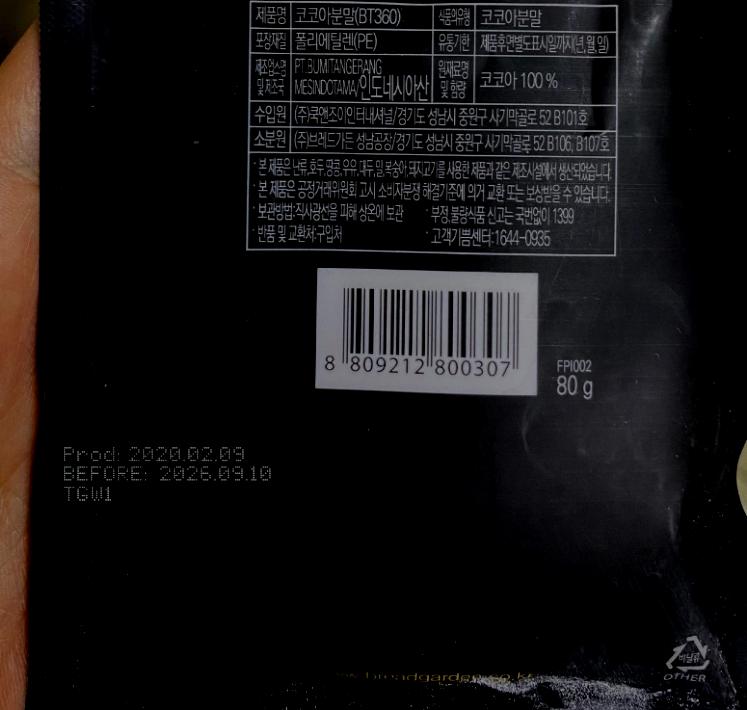 제품명 코코아분말(BT360) 식품의유형 코코아분말
포장재질 폴리에틸렌(PE) 유통기한 제품후면별도표시일까지(년,월,일)
제조업소명 및 제조국 PT.BUMITANGERANG MESINDOTAMA/인도네시아산 원재료명 및 함량 코코아 100 %
수입원 (주)쿡앤조이인터내셔널/경기도 성남시 중원구 사기막골로 52 B101호
소분원 (주)브레드가든 성남공장/경기도 성남시 중원구 사기막골로 52 B106, B107호
· 본 제품은 난류,호두,땅콩,우유,대두,밀,복숭아,돼지고기를 사용한 제품과 같은 제조시설에서 생산되었습니다.
· 본 제품은 공정거래위원회 고시 소비자분쟁 해결기준에 의거 교환 또는 보상받을 수 있습니다.
· 보관방법:직사광선을 피해 상온에 보관 · 부정,불량식품 신고는 국번없이 1399
· 반품 및 교환처:구입처 · 고객기쁨센터:1644-0935
8 809212 800307
FPI002
80 g
Prod: 2020.02.09
BEFORE: 2026.09.10
TGW1
비닐류
OTHER